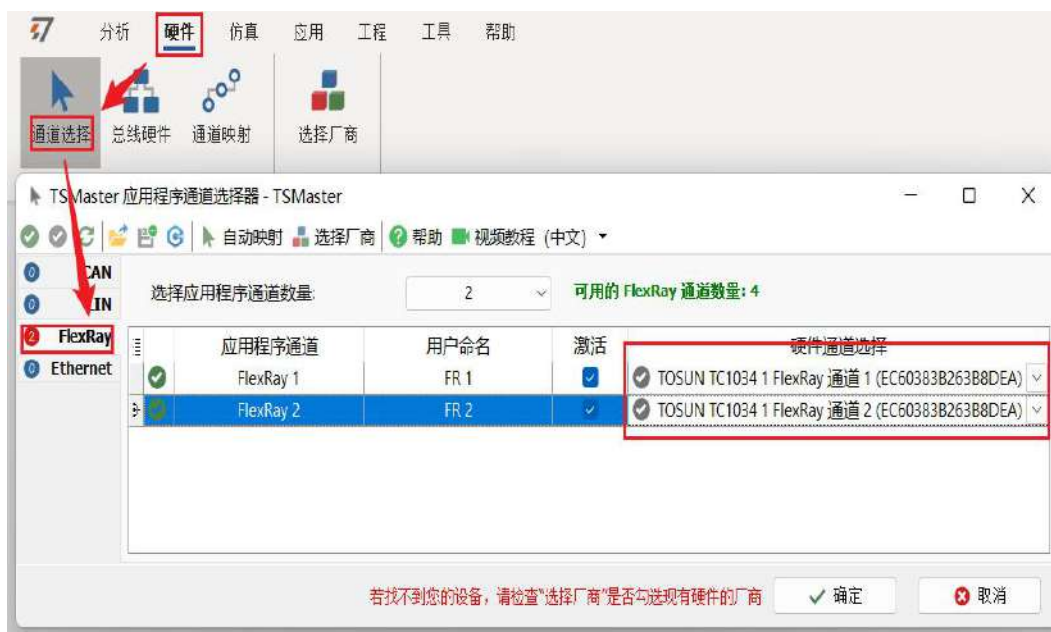 分析 硬件 仿真 应用 工程 工具 帮助
通道选择 总线硬件 通道映射 选择厂商
TSMaster 应用程序通道选择器 - TSMaster
自动映射 选择厂商 帮助 视频教程 (中文)
0 CAN
选择应用程序通道数量: 2 可用的 FlexRay 通道数量: 4
0 LIN
2 FlexRay
应用程序通道 用户命名 激活 硬件通道选择
0 Ethernet
FlexRay 1 FR 1 TOSUN TC1034 1 FlexRay 通道 1 (EC60383B263B8DEA)
FlexRay 2 FR 2 TOSUN TC1034 1 FlexRay 通道 2 (EC60383B263B8DEA)
若找不到您的设备，请检查"选择厂商"是否勾选现有硬件的厂商 确定 取消